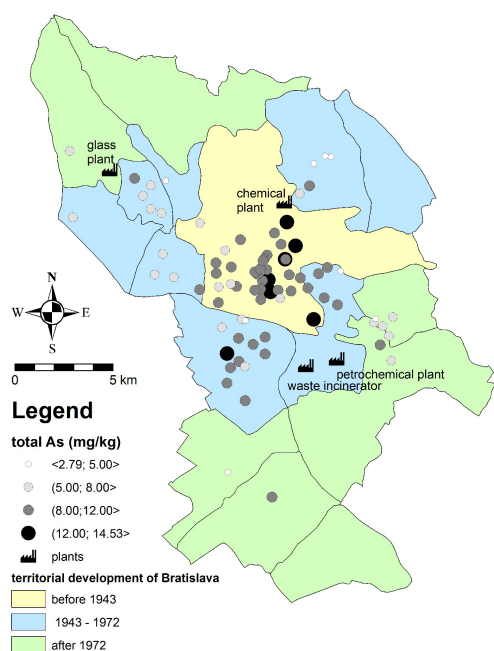 glass
plant
chemical
plant
N
W E
S
0 5 km
petrochemical plant
waste incinerator
Legend
total As (mg/kg)
<2.79; 5.00>
(5.00; 8.00>
(8.00;12.00>
(12.00; 14.53>
plants
territorial development of Bratislava
before 1943
1943 - 1972
after 1972